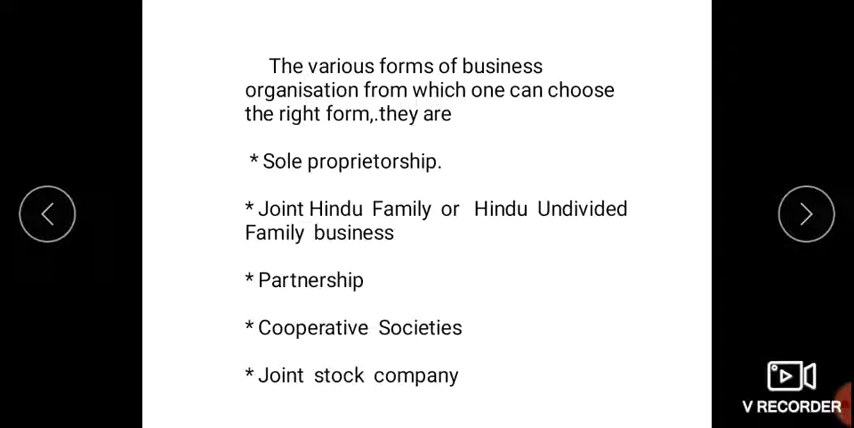 The various forms of business
organisation from which one can choose
the right form,.they are
* Sole proprietorship.
* Joint Hindu Family or Hindu Undivided
Family business
* Partnership
* Cooperative Societies
* Joint stock company
V RECORDER